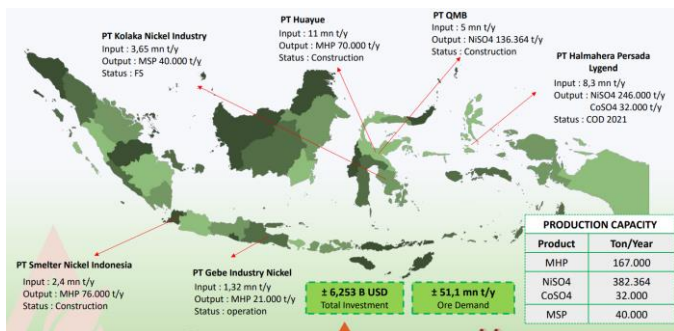 PT Kolaka Nickel Industry
Input : 3,65 mn t/y
Output : MSP 40.000 t/y
Status : FS
PT Huayue
Input : 11 mn t/y
Output : MHP 70.000 t/y
Status : Construction
PT QMB
Input : 5 mn t/y
Output : NiSO4 136.364 t/y
Status : Construction
PT Halmahera Persada
Lygend
Input : 8,3 mn t/y
Output : NiSO4 246.000 t/y
CoSO4 32.000 t/y
Status : COD 2021
PT Smelter Nickel Indonesia
Input : 2,4 mn t/y
Output : MHP 76.000 t/y
Status : Construction
PT Gebe Industry Nickel
Input : 1,32 mn t/y
Output : MHP 21.000 t/y
Status : operation
± 6,253 B USD
Total Investment
± 51,1 mn t/y
Ore Demand
PRODUCTION CAPACITY
Product Ton/Year
MHP 167.000
NiSO4 382.364
CoSO4 32.000
MSP 40.000